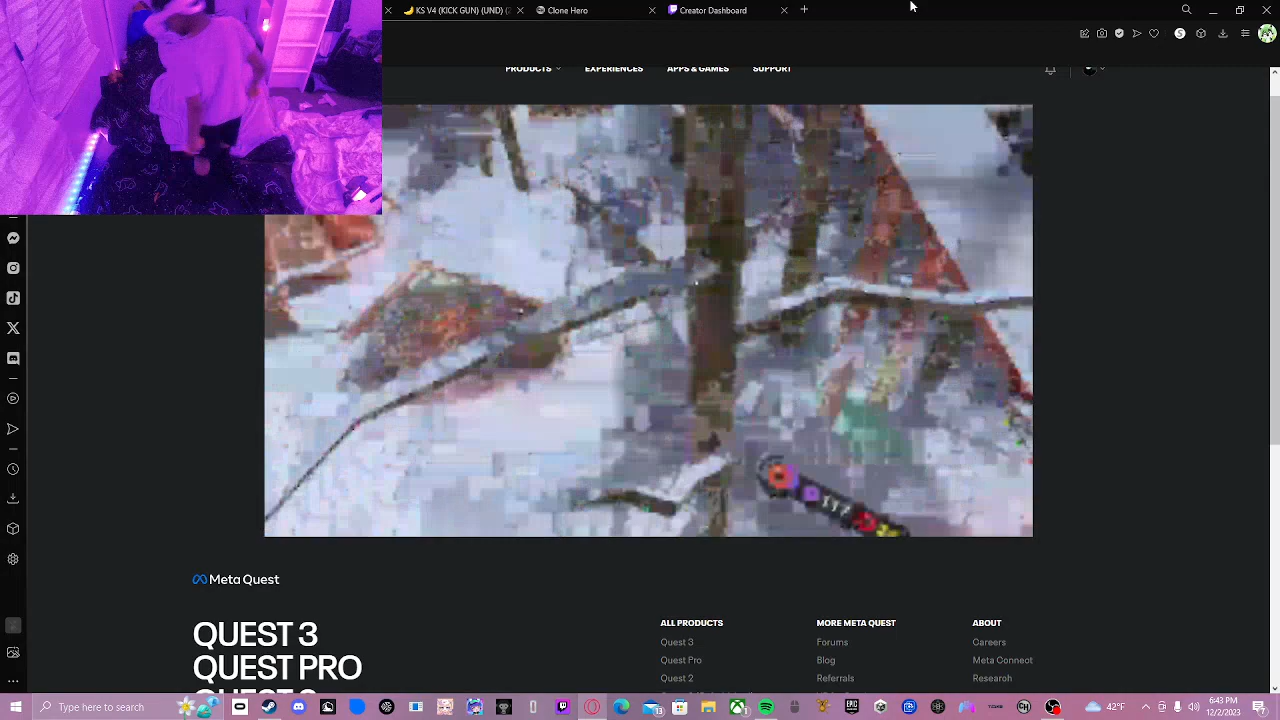 KS V4 (KICK GUN) (UND) (
Clone Hero
Creator Dashboard
PRODUCTS
EXPERIENCES
APPS & GAMES
SUPPORT
Meta Quest
QUEST 3
QUEST PRO
ALL PRODUCTS
Quest 3
Quest Pro
Quest 2
MORE META QUEST
Forums
Blog
Referrals
ABOUT
Careers
Meta Connect
Research
Type here to search
32°F
6:43 PM
12/2/2023